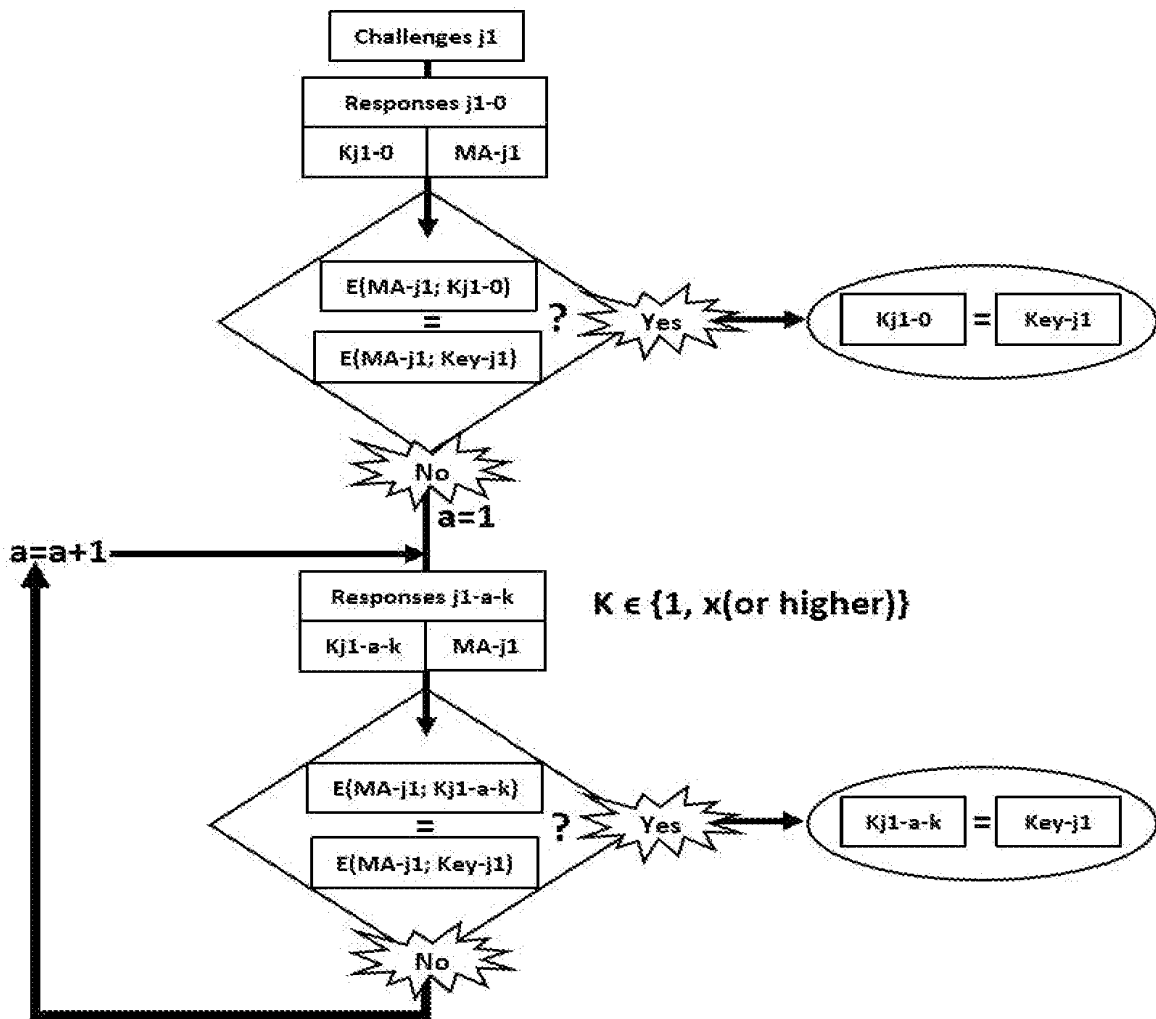 Challenges j1
Responses j1-0
Kj1-0 MA-j1
E(MA-j1; Kj1-0)
= ?
E(MA-j1; Key-j1)
Yes
Kj1-0 = Key-j1
No
a=1
a=a+1
Responses j1-a-k
Kj1-a-k MA-j1
K ϵ {1, x(or higher)}
E(MA-j1; Kj1-a-k)
= ?
E(MA-j1; Key-j1)
Yes
Kj1-a-k = Key-j1
No